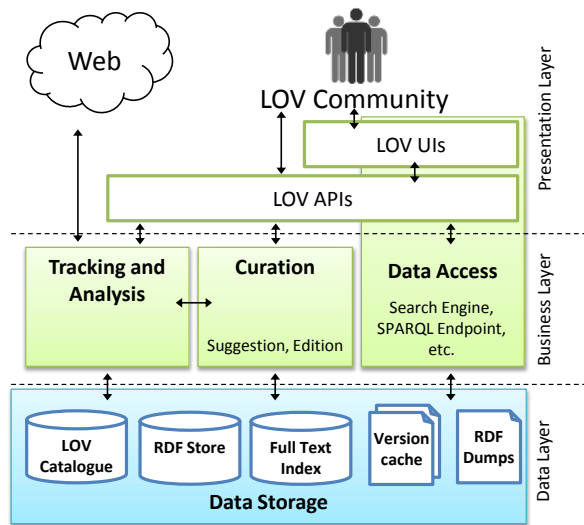 Web
LOV Community
LOV UIs
LOV APIs
Presentation Layer
Tracking and
Analysis
Curation
Suggestion, Edition
Data Access
Search Engine,
SPARQL Endpoint,
etc.
Business Layer
LOV
Catalogue
RDF Store
Full Text
Index
Version
cache
RDF
Dumps
Data Storage
Data Layer